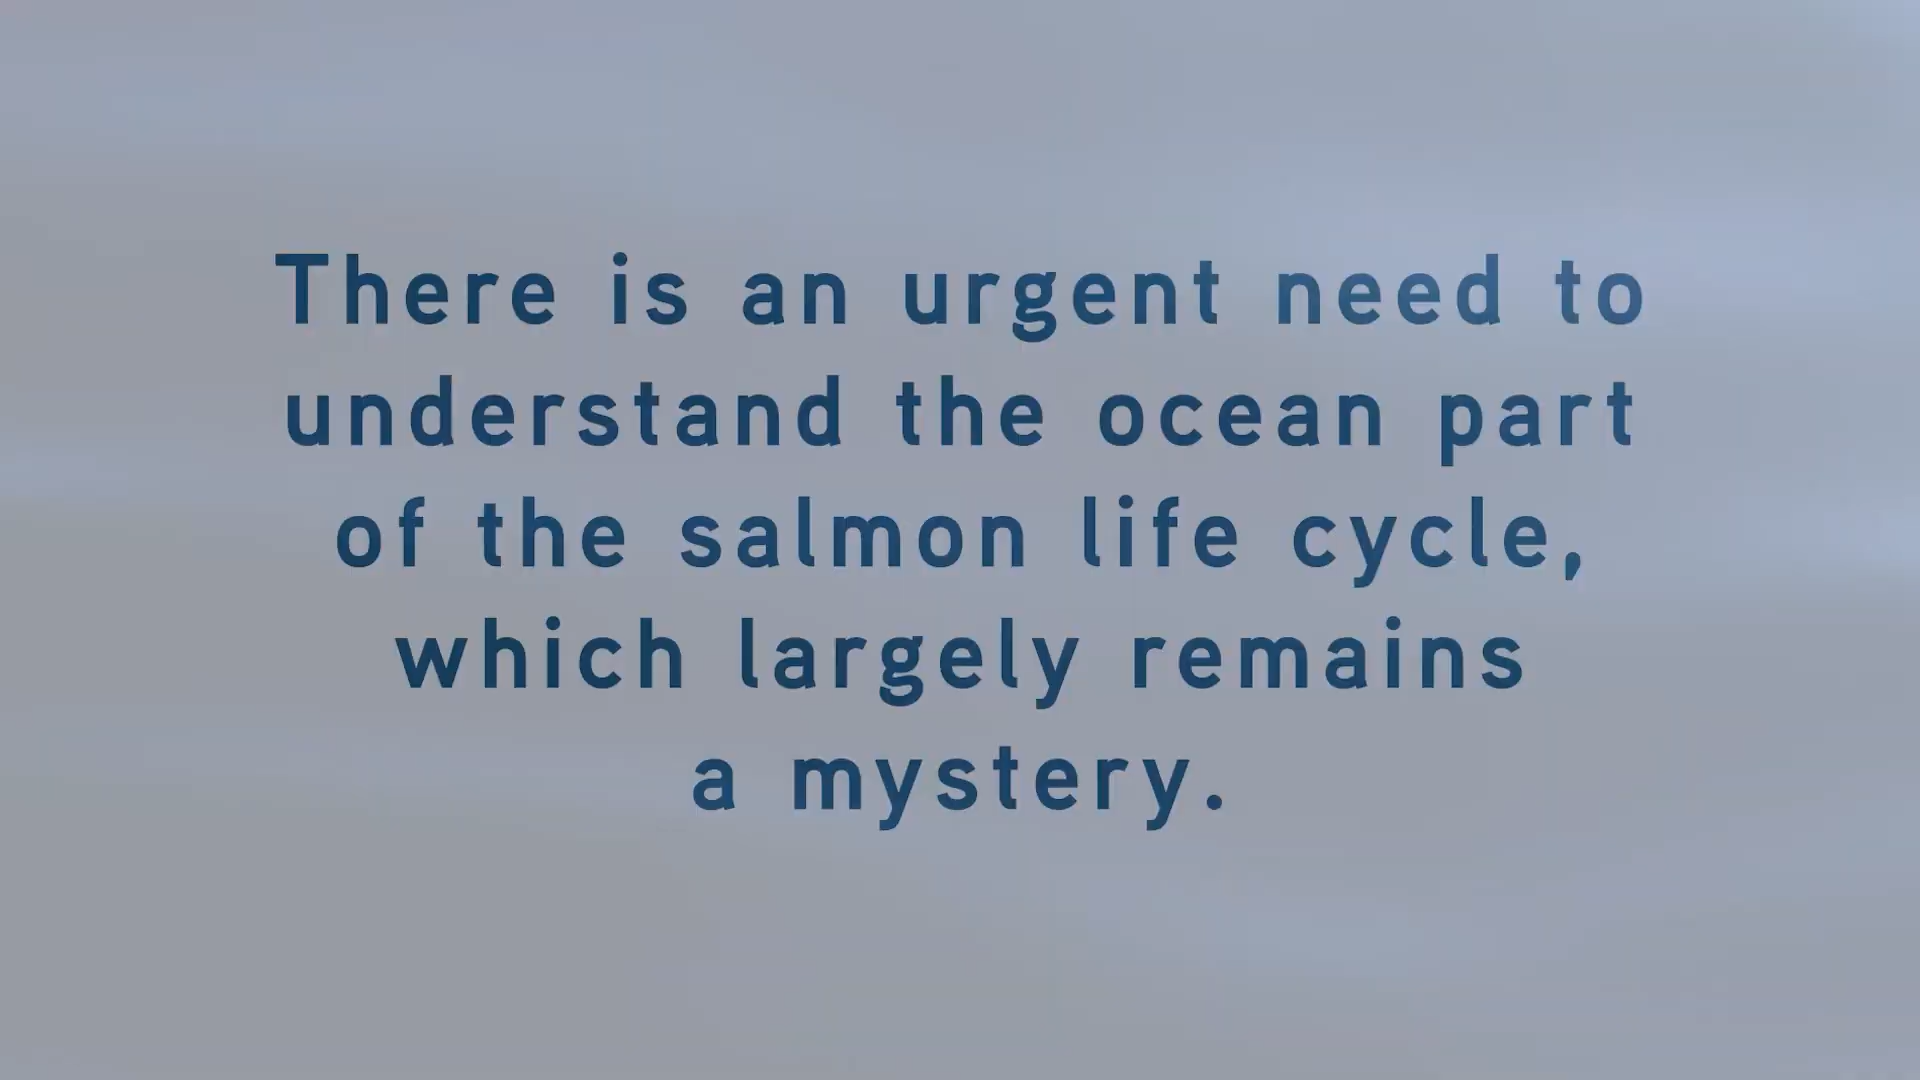 There is an urgent need to
understand the ocean part
of the salmon life cycle,
which largely remains
a mystery.